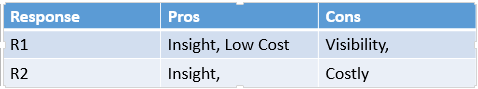 Response Pros Cons
R1 Insight, Low Cost Visibility,
R2 Insight, Costly